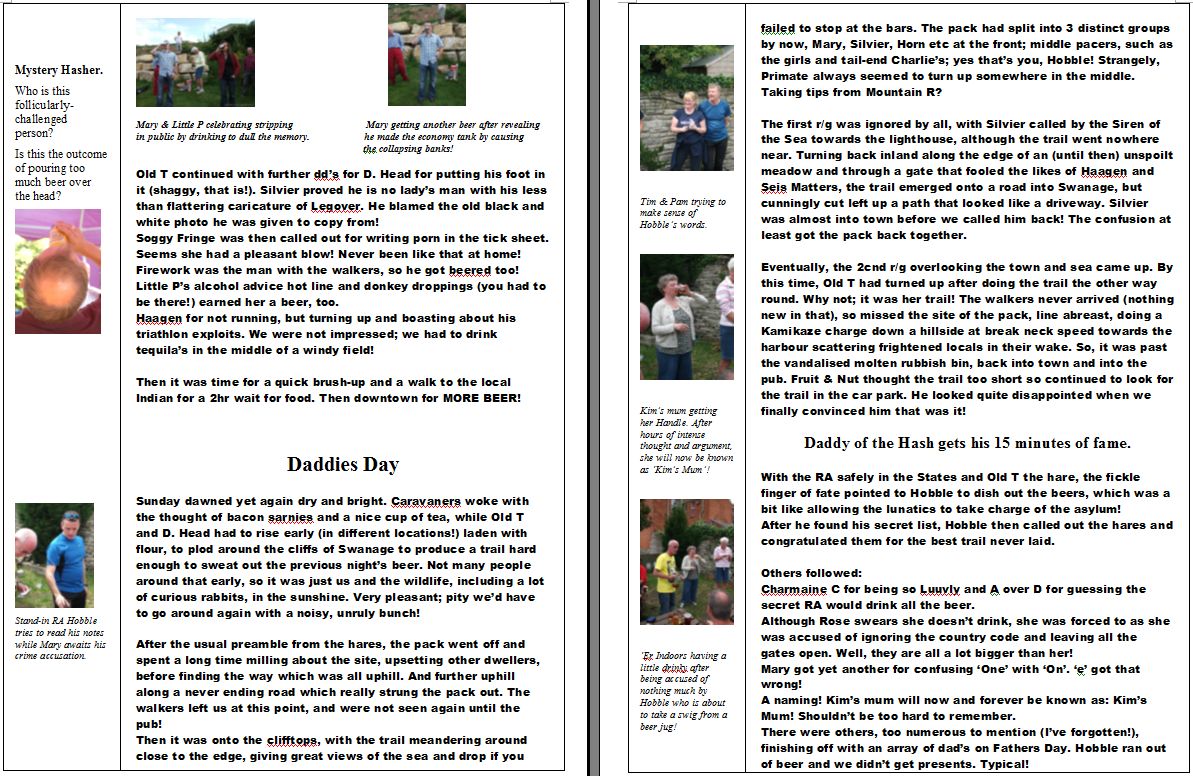 Mystery Hasher.
Who is this
follicularly-
challenged
person?
Is this the outcome
of pouring too
much beer over
the head?
Stand-in RA Hobble
tries to read his notes
while Mary awaits his
crime accusation.
Mary & Little P celebrating stripping
in public by drinking to dull the memory.
Mary getting another beer after revealing
he made the economy tank by causing
the collapsing banks!
Old T continued with further dd's for D. Head for putting his foot in
it (shaggy, that is!). Silvier proved he is no lady's man with his less
than flattering caricature of Legover. He blamed the old black and
white photo he was given to copy from!
Soggy Fringe was then called out for writing porn in the tick sheet.
Seems she had a pleasant blow! Never been like that at home!
Firework was the man with the walkers, so he got beered too!
Little P's alcohol advice hot line and donkey droppings (you had to
be there!) earned her a beer, too.
Haagen for not running, but turning up and boasting about his
triathlon exploits. We were not impressed; we had to drink
tequila's in the middle of a windy field!
Then it was time for a quick brush-up and a walk to the local
Indian for a 2hr wait for food. Then downtown for MORE BEER!
Daddies Day
Sunday dawned yet again dry and bright. Caravaners woke with
the thought of bacon sarnies and a nice cup of tea, while Old T
and D. Head had to rise early (in different locations!) laden with
flour, to plod around the cliffs of Swanage to produce a trail hard
enough to sweat out the previous night's beer. Not many people
around that early, so it was just us and the wildlife, including a lot
of curious rabbits, in the sunshine. Very pleasant; pity we'd have
to go around again with a noisy, unruly bunch!
After the usual preamble from the hares, the pack went off and
spent a long time milling about the site, upsetting other dwellers,
before finding the way which was all uphill. And further uphill
along a never ending road which really strung the pack out. The
walkers left us at this point, and were not seen again until the
pub!
Then it was onto the clifftops, with the trail meandering around
close to the edge, giving great views of the sea and drop if you
Tim & Pam trying to
make sense of
Hobble's words.
Kim's mum getting
her Handle. After
hours of intense
thought and argument,
she will now be known
as 'Kim's Mum'!
'Er Indoors having a
little drinky after
being accused of
nothing much by
Hobble who is about
to take a swig from a
beer jug!
failed to stop at the bars. The pack had split into 3 distinct groups
by now, Mary, Silvier, Horn etc at the front; middle pacers, such as
the girls and tail-end Charlie's; yes that's you, Hobble! Strangely,
Primate always seemed to turn up somewhere in the middle.
Taking tips from Mountain R?
The first r/g was ignored by all, with Silvier called by the Siren of
the Sea towards the lighthouse, although the trail went nowhere
near. Turning back inland along the edge of an (until then) unspoilt
meadow and through a gate that fooled the likes of Haagen and
Seis Matters, the trail emerged onto a road into Swanage, but
cunningly cut left up a path that looked like a driveway. Silvier
was almost into town before we called him back! The confusion at
least got the pack back together.
Eventually, the 2cnd r/g overlooking the town and sea came up. By
this time, Old T had turned up after doing the trail the other way
round. Why not; it was her trail! The walkers never arrived (nothing
new in that), so missed the site of the pack, line abreast, doing a
Kamikaze charge down a hillside at break neck speed towards the
harbour scattering frightened locals in their wake. So, it was past
the vandalised molten rubbish bin, back into town and into the
pub. Fruit & Nut thought the trail too short so continued to look for
the trail in the car park. He looked quite disappointed when we
finally convinced him that was it!
Daddy of the Hash gets his 15 minutes of fame.
With the RA safely in the States and Old T the hare, the fickle
finger of fate pointed to Hobble to dish out the beers, which was a
bit like allowing the lunatics to take charge of the asylum!
After he found his secret list, Hobble then called out the hares and
congratulated them for the best trail never laid.
Others followed:
Charmaine C for being so Luuvly and A over D for guessing the
secret RA would drink all the beer.
Although Rose swears she doesn't drink, she was forced to as she
was accused of ignoring the country code and leaving all the
gates open. Well, they are all a lot bigger than her!
Mary got yet another for confusing 'One' with 'On'. 'e' got that
wrong!
A naming! Kim's mum will now and forever be known as: Kim's
Mum! Shouldn't be too hard to remember.
There were others, too numerous to mention (I've forgotten!),
finishing off with an array of dad's on Fathers Day. Hobble ran out
of beer and we didn't get presents. Typical!